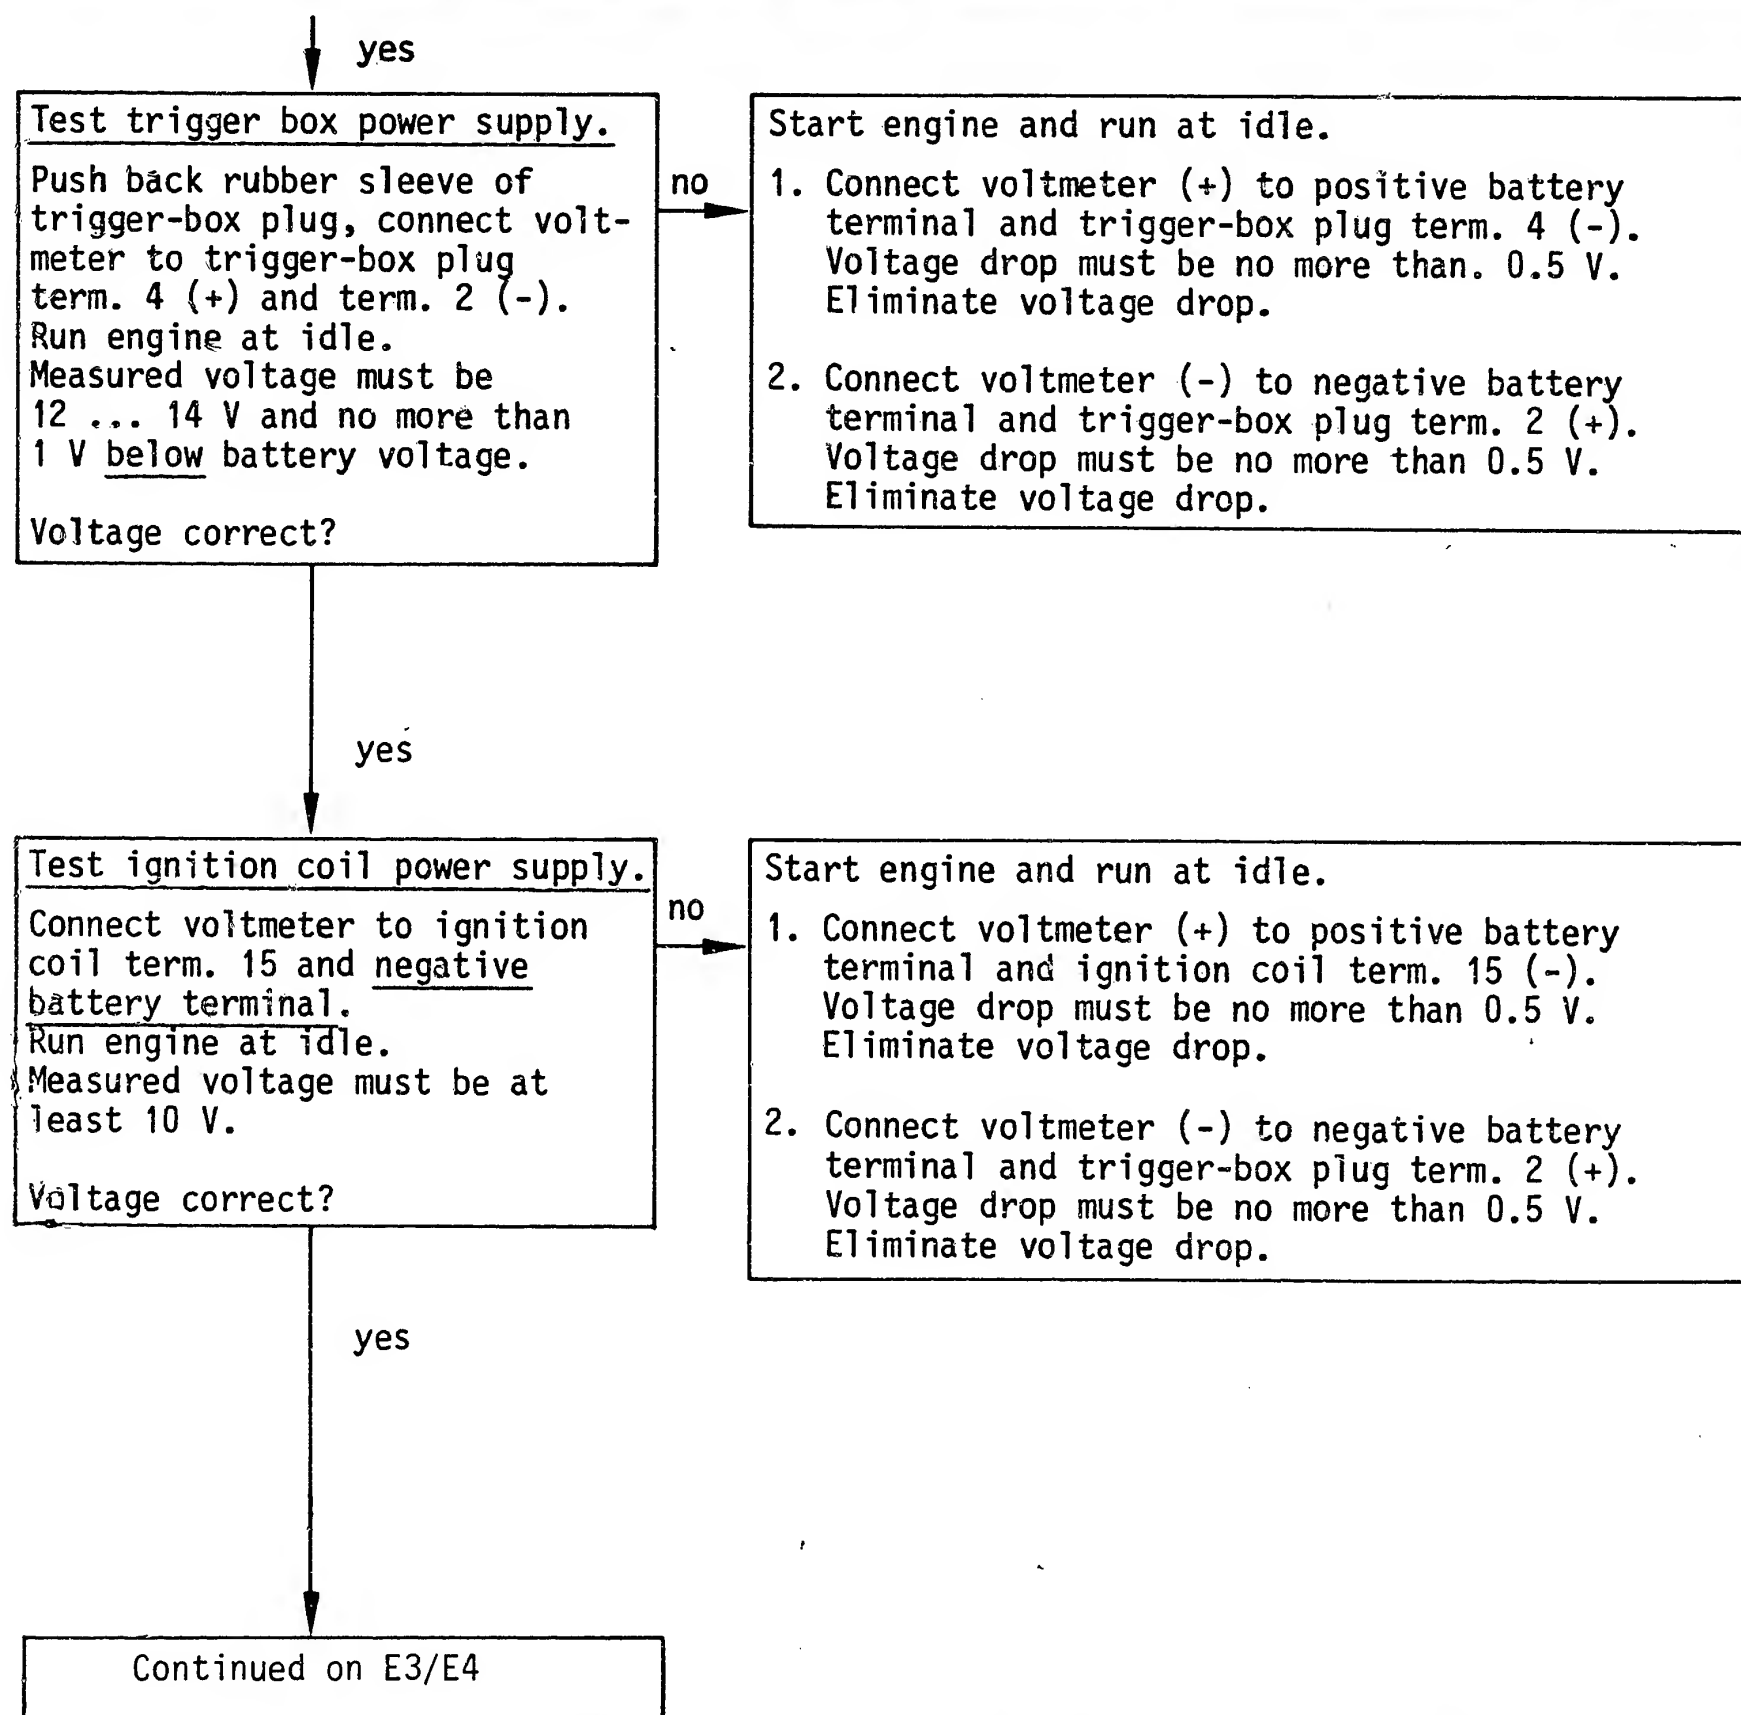 yes
Test trigger box power supply.
Push back rubber sleeve of
trigger-box plug, connect volt-
meter to trigger-box plug
term. 4 (+) and term. 2 (-).
Run engine at idle.
Measured voltage must be
12 ... 14 V and no more than
1 V below battery voltage.
Voltage correct?
no
Start engine and run at idle.
1. Connect voltmeter (+) to positive battery
terminal and trigger-box plug term. 4 (-).
Voltage drop must be no more than. 0.5 V.
Eliminate voltage drop.
2. Connect voltmeter (-) to negative battery
terminal and trigger-box plug term. 2 (+).
Voltage drop must be no more than 0.5 V.
Eliminate voltage drop.
yes
Test ignition coil power supply.
Connect voltmeter to ignition
coil term. 15 and negative
battery terminal.
Run engine at idle.
Measured voltage must be at
least 10 V.
Voltage correct?
no
Start engine and run at idle.
1. Connect voltmeter (+) to positive battery
terminal and ignition coil term. 15 (-).
Voltage drop must be no more than 0.5 V.
Eliminate voltage drop.
2. Connect voltmeter (-) to negative battery
terminal and trigger-box plug term. 2 (+).
Voltage drop must be no more than 0.5 V.
Eliminate voltage drop.
yes
Continued on E3/E4